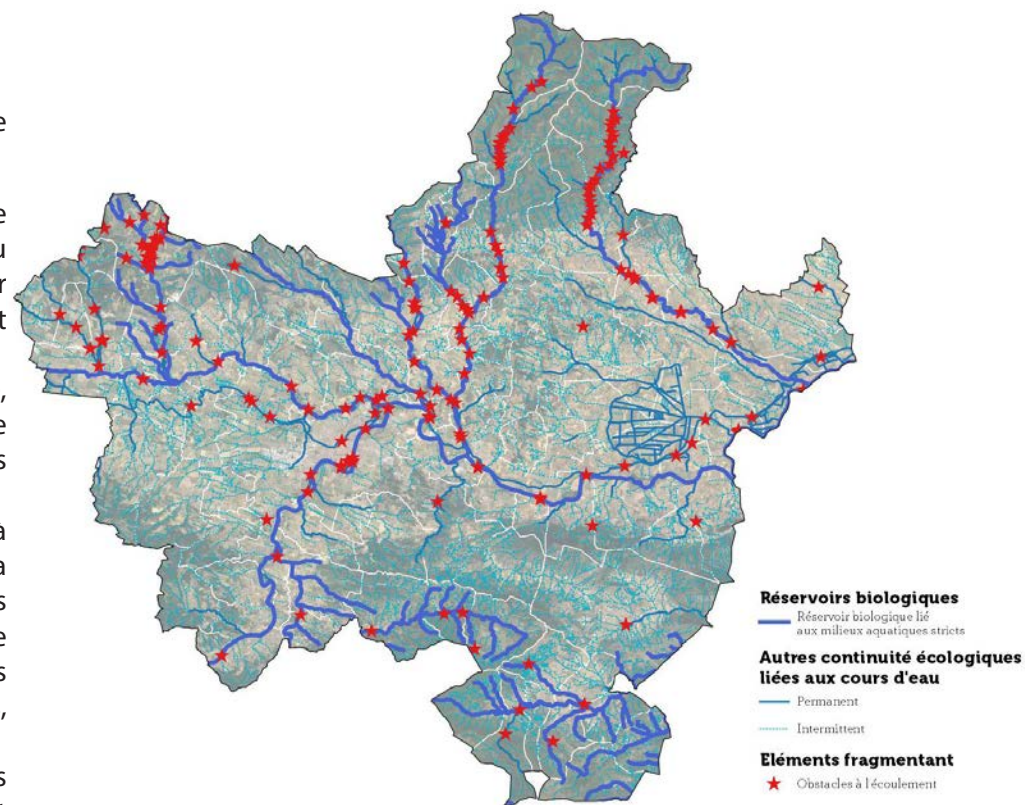 e
e
u
r
t
,
e
s
à
a
s
e
s
,
s
Réservoirs biologiques
Réservoir biologique lié
aux milieux aquatiques stricts
Autres continuité écologiques
liées aux cours d'eau
Permanent
Intermittent
Eléments fragmentant
Obstacles à l'écoulement